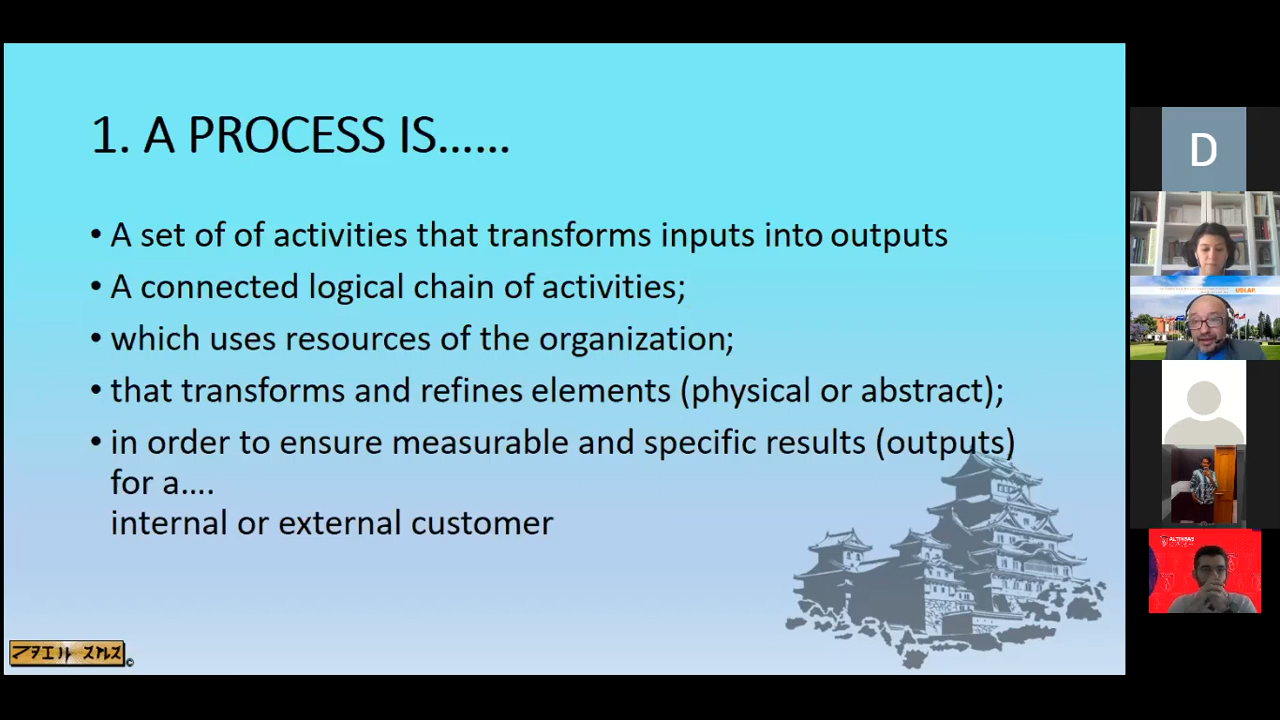 1. A PROCESS IS……
• A set of of activities that transforms inputs into outputs
• A connected logical chain of activities;
• which uses resources of the organization;
• that transforms and refines elements (physical or abstract);
• in order to ensure measurable and specific results (outputs)
for a….
internal or external customer
D
UDLAP